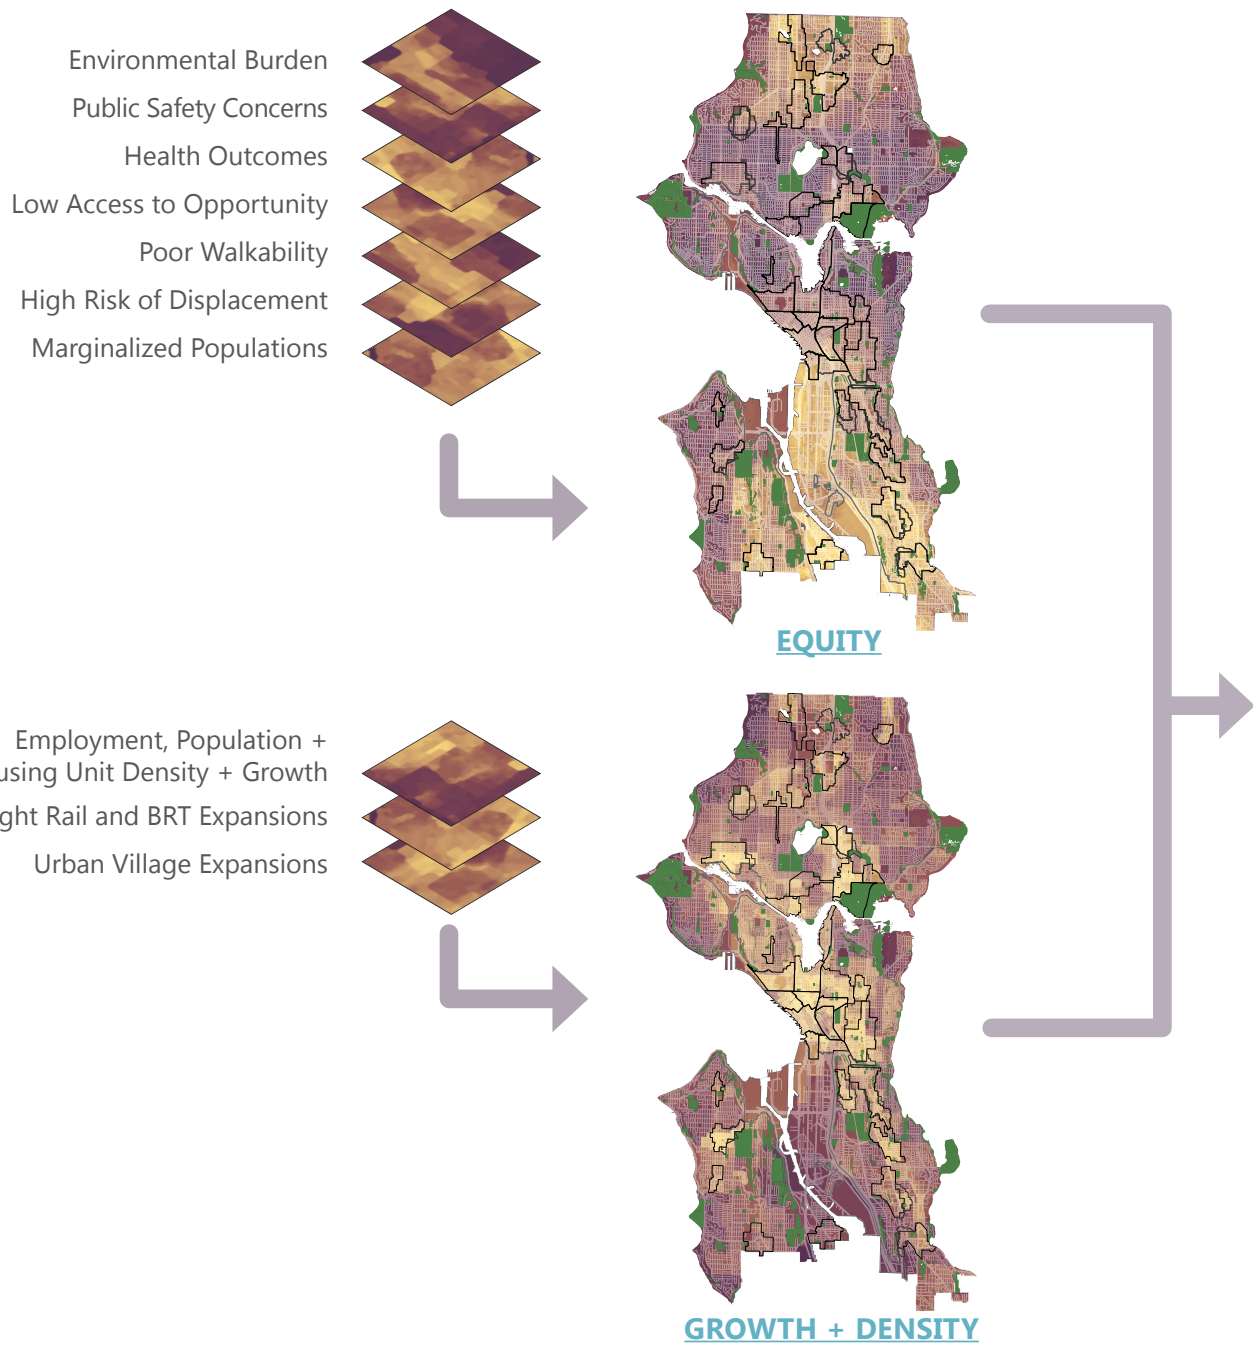 Environmental Burden
Public Safety Concerns
Health Outcomes
Low Access to Opportunity
Poor Walkability
High Risk of Displacement
Marginalized Populations
EQUITY
Employment, Population +
using Unit Density + Growth
ght Rail and BRT Expansions
Urban Village Expansions
GROWTH + DENSITY